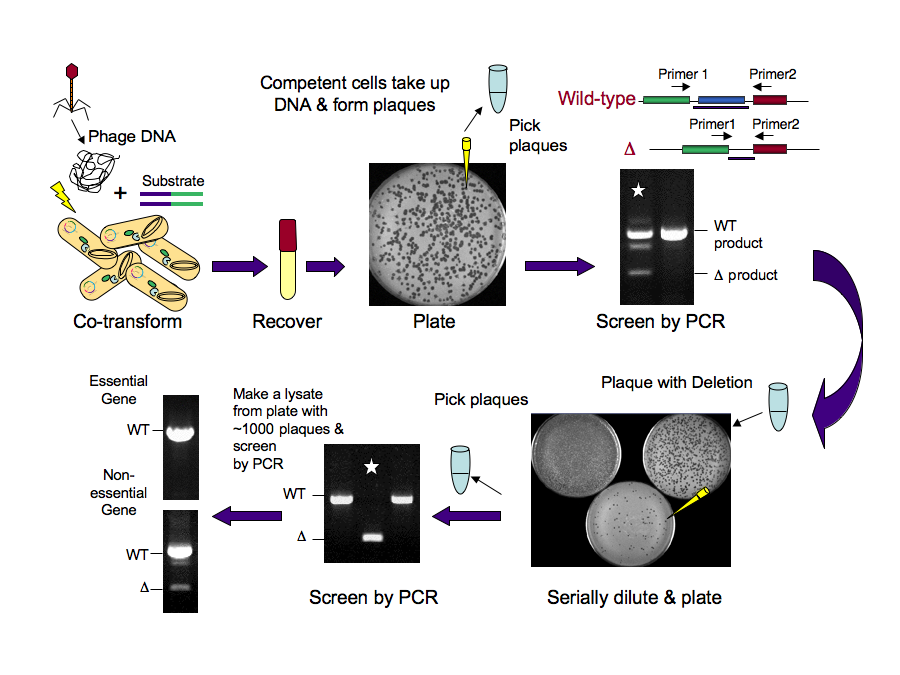 Competent cells take up
DNA & form plaques
Phage DNA
+
Substrate
Pick
plaques
Primer 1
Primer2
Wild-type
Primer1
Primer2
Δ
WT
product
Δ product
Co-transform
Recover
Plate
Screen by PCR
Essential
Gene
WT
Non-
essential
Gene
WT
Δ
Make a lysate
from plate with
~1000 plaques &
screen
by PCR
WT
Δ
Screen by PCR
Pick plaques
Plaque with Deletion
Serially dilute & plate